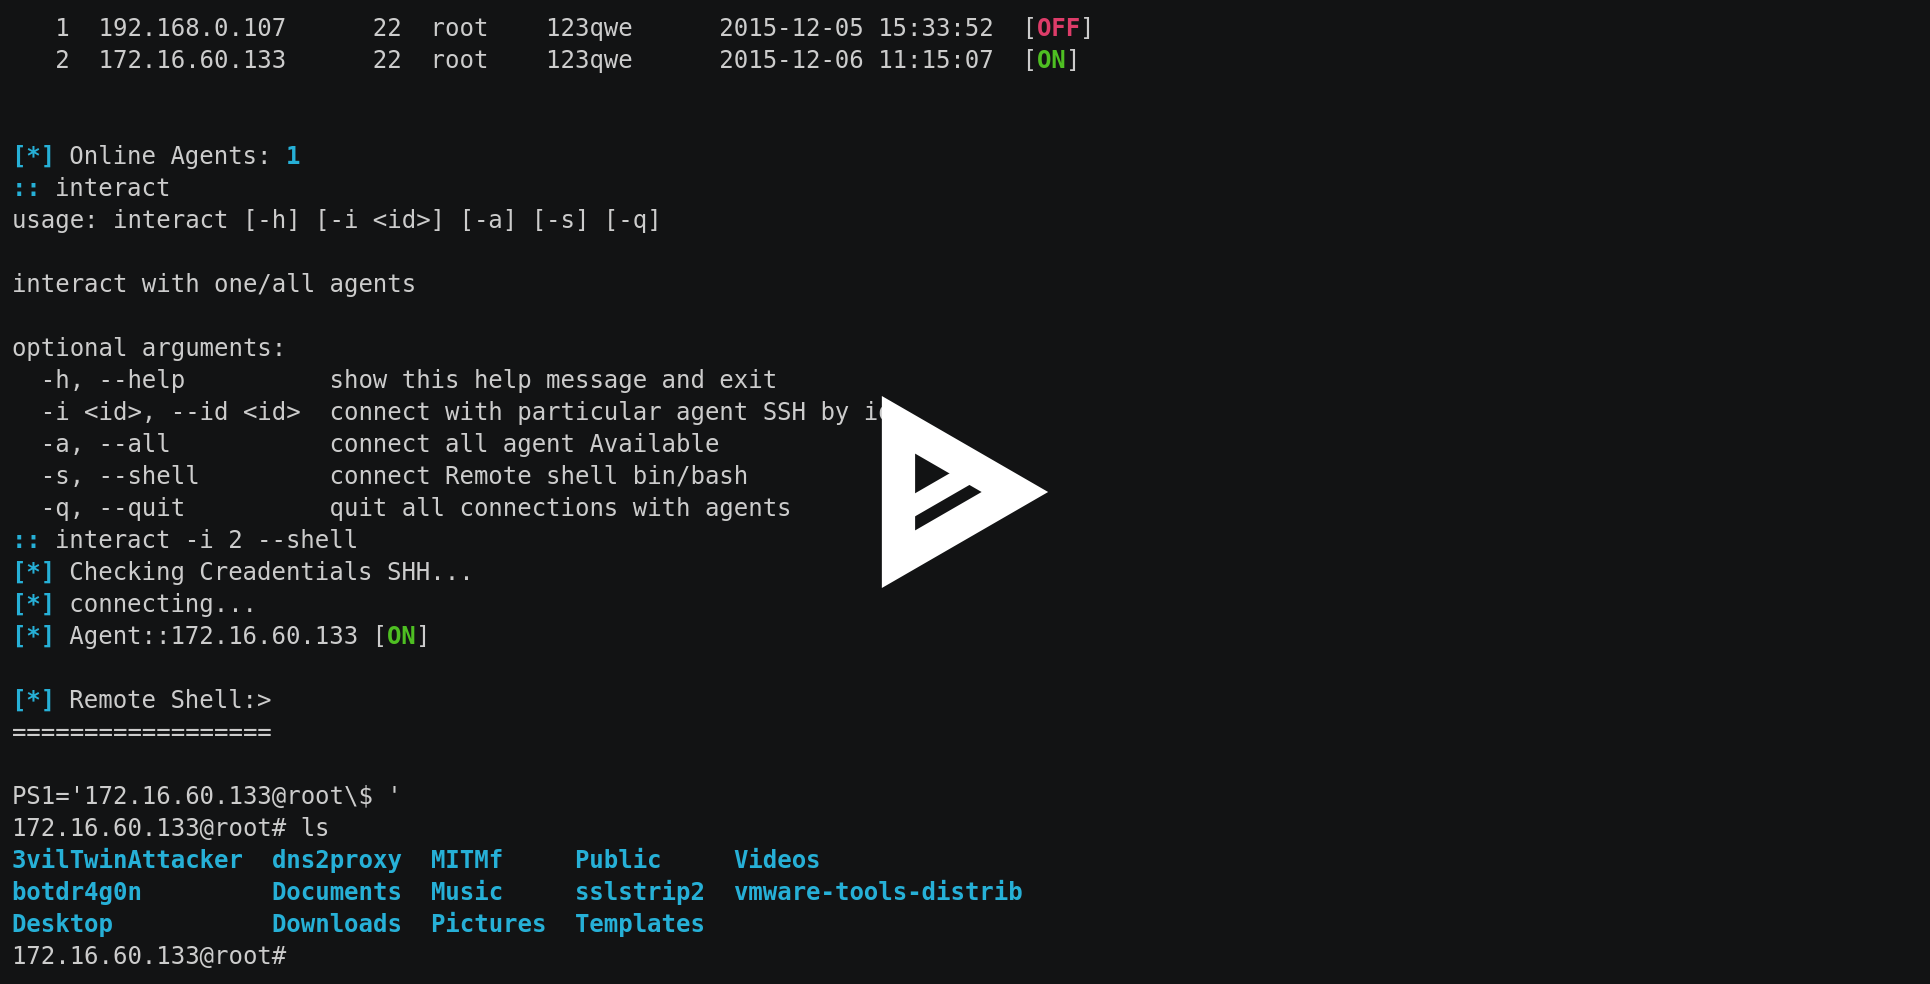 1 192.168.0.107 22 root 123qwe 2015-12-05 15:33:52 [OFF]
2 172.16.60.133 22 root 123qwe 2015-12-06 11:15:07 [ON]
[*] Online Agents: 1
:: interact
usage: interact [-h] [-i <id>] [-a] [-s] [-q]
interact with one/all agents
optional arguments:
-h, --help show this help message and exit
-i <id>, --id <id> connect with particular agent SSH by
-a, --all connect all agent Available
-s, --shell connect Remote shell bin/bash
-q, --quit quit all connections with agents
:: interact -i 2 --shell
[*] Checking Creadentials SHH...
[*] connecting...
[*] Agent::172.16.60.133 [ON]
[*] Remote Shell:>
==================
PS1='172.16.60.133@root\$ '
172.16.60.133@root# ls
3vilTwinAttacker dns2proxy MITMf Public Videos
botdr4g0n Documents Music sslstrip2 vmware-tools-distrib
Desktop Downloads Pictures Templates
172.16.60.133@root#